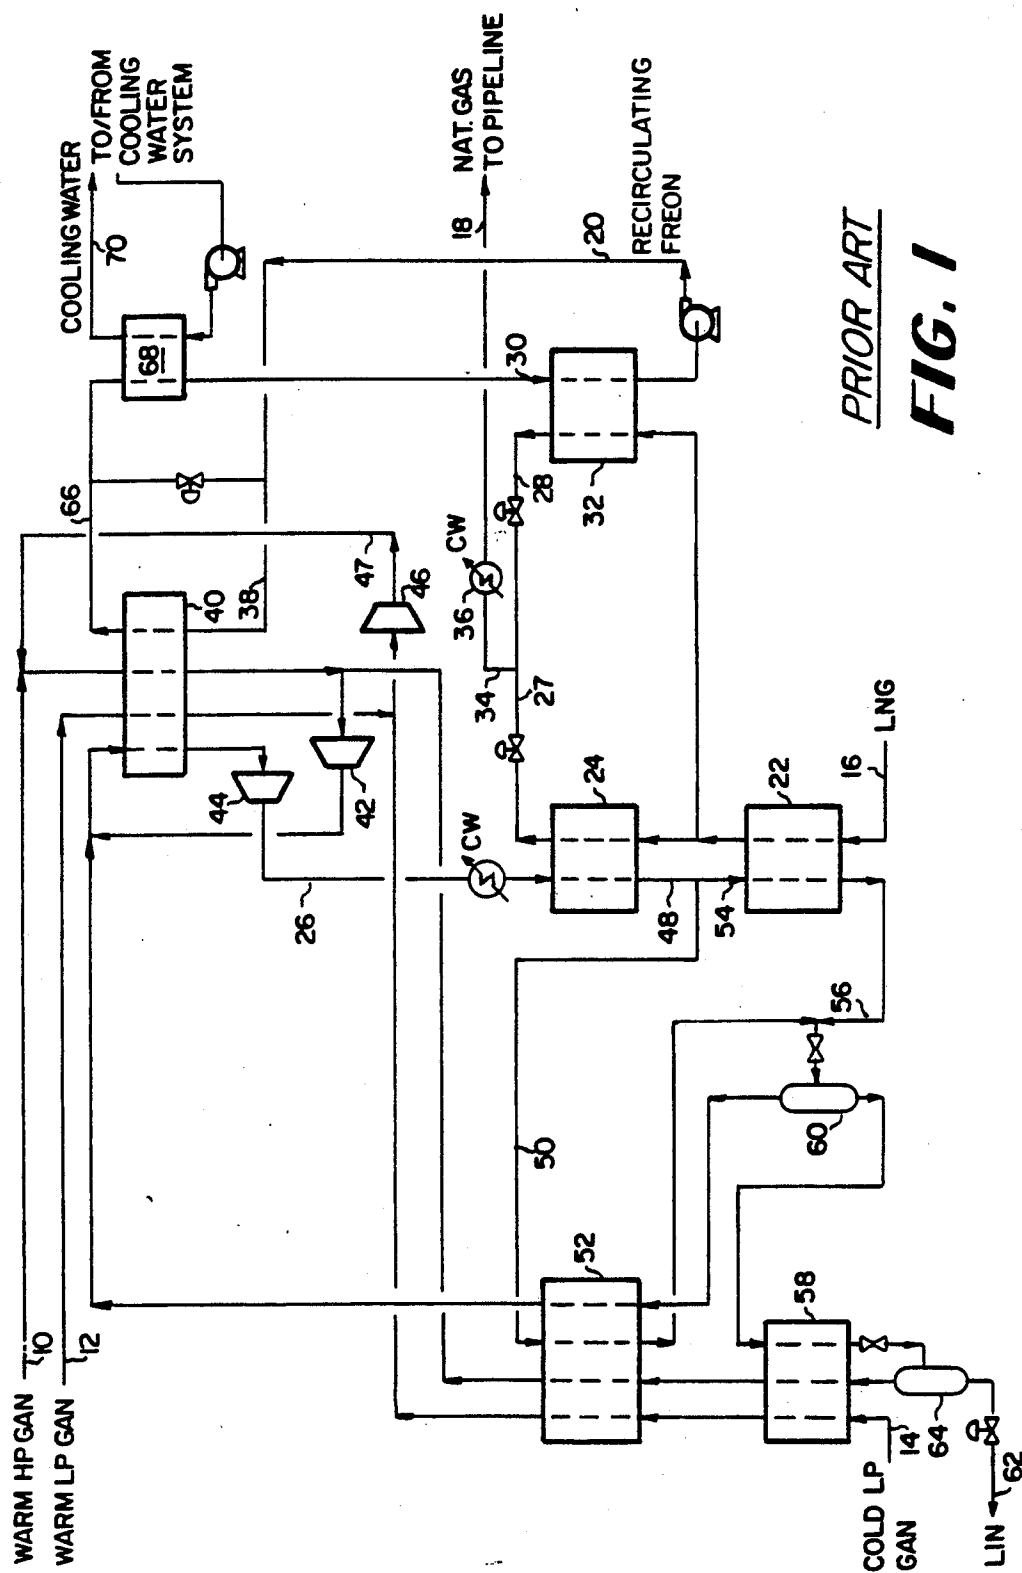 WARM HP GAN
10
WARM LP GAN
12
COOLING WATER
70
TO/FROM
COOLING
WATER
SYSTEM
68
66
40
38
47
46
44
42
26
CW
CW
36
34
27
28
30
32
18
NAT. GAS
TO PIPELINE
20
RECIRCULATING
FREON
24
22
48
54
16
LNG
50
52
56
60
58
COLD LP
GAN
14
64
62
LIN
PRIOR ART
FIG. 1